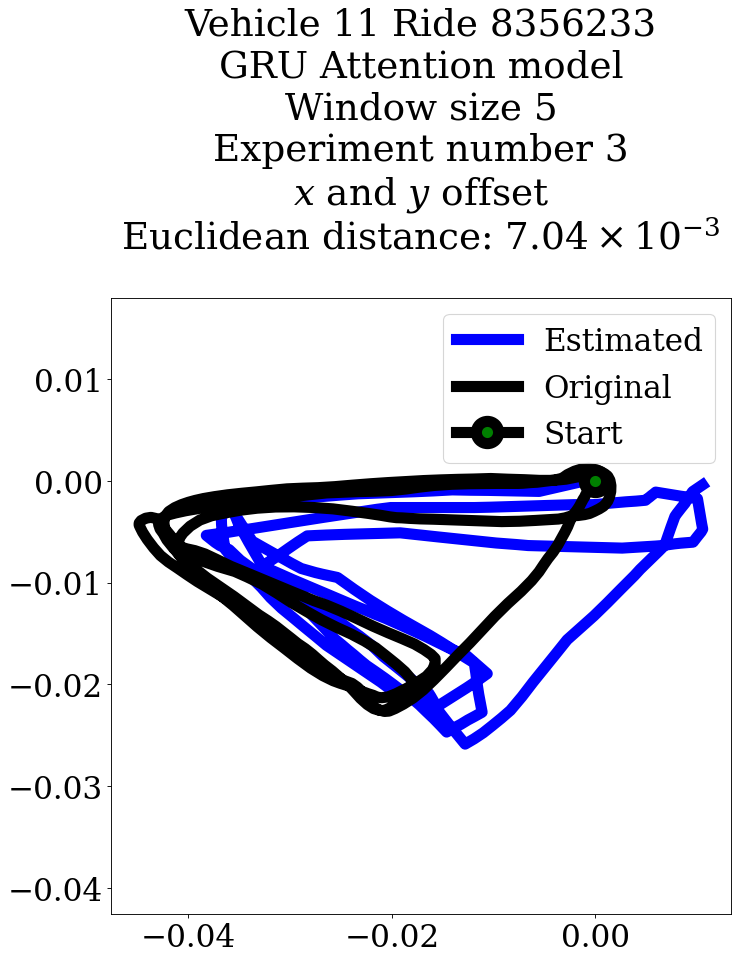 Vehicle 11 Ride 8356233
GRU Attention model
Window size 5
Experiment number 3
x and y offset
Euclidean distance: 7.04 × 10⁻³
Estimated
Original
Start
0.01
0.00
−0.01
−0.02
−0.03
−0.04
−0.04 −0.02 0.00